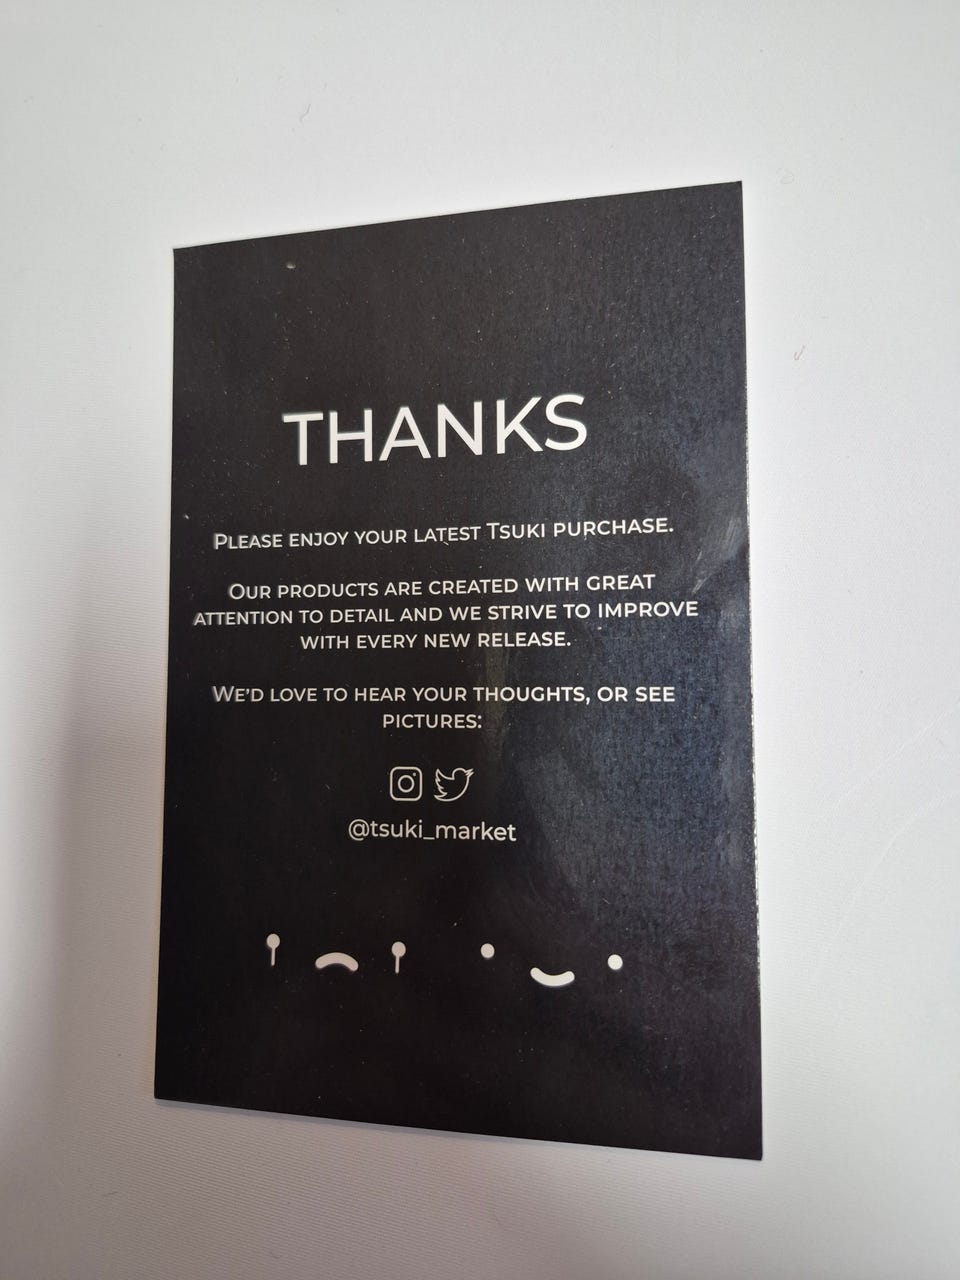 THANKS
Please enjoy your latest Tsuki purchase.
Our products are created with great
attention to detail and we strive to improve
with every new release.
We'd love to hear your thoughts, or see
pictures:
@tsuki_market